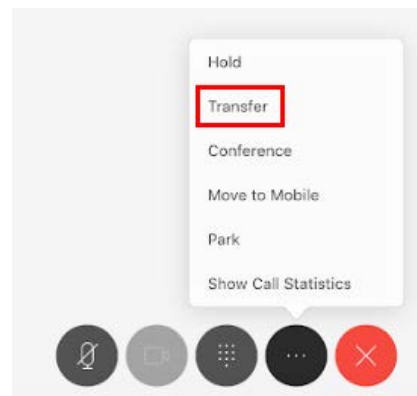 Hold
Transfer
Conference
Move to Mobile
Park
Show Call Statistics